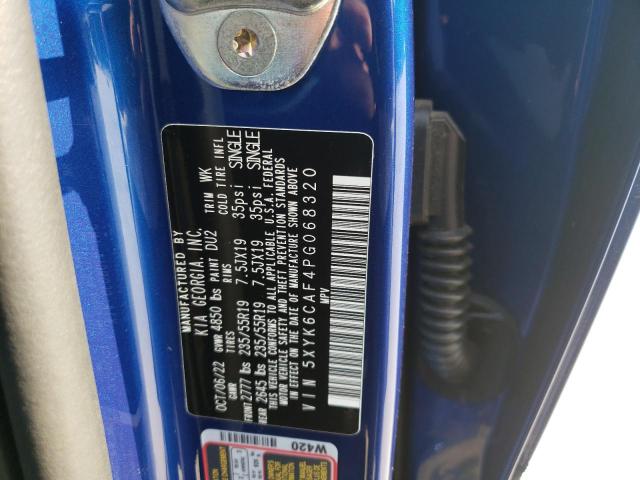 MANUFACTURED BY
KIA GEORGIA, INC.
OCT/06/22 GVWR 4850 lbs PAINT DU2 TRIM WK
GAWR TIRES RIMS COLD TIRE INFL
FRONT 2777 lbs 235/55R19 7.5JX19 35psi SINGLE
REAR 2645 lbs 235/55R19 7.5JX19 35psi SINGLE
THIS VEHICLE CONFORMS TO ALL APPLICABLE U.S.A. FEDERAL
MOTOR VEHICLE SAFETY AND THEFT PREVENTION STANDARDS
IN EFFECT ON THE DATE OF MANUFACTURE SHOWN ABOVE
VIN 5XYK6CAF4PG068320
MPV
W420